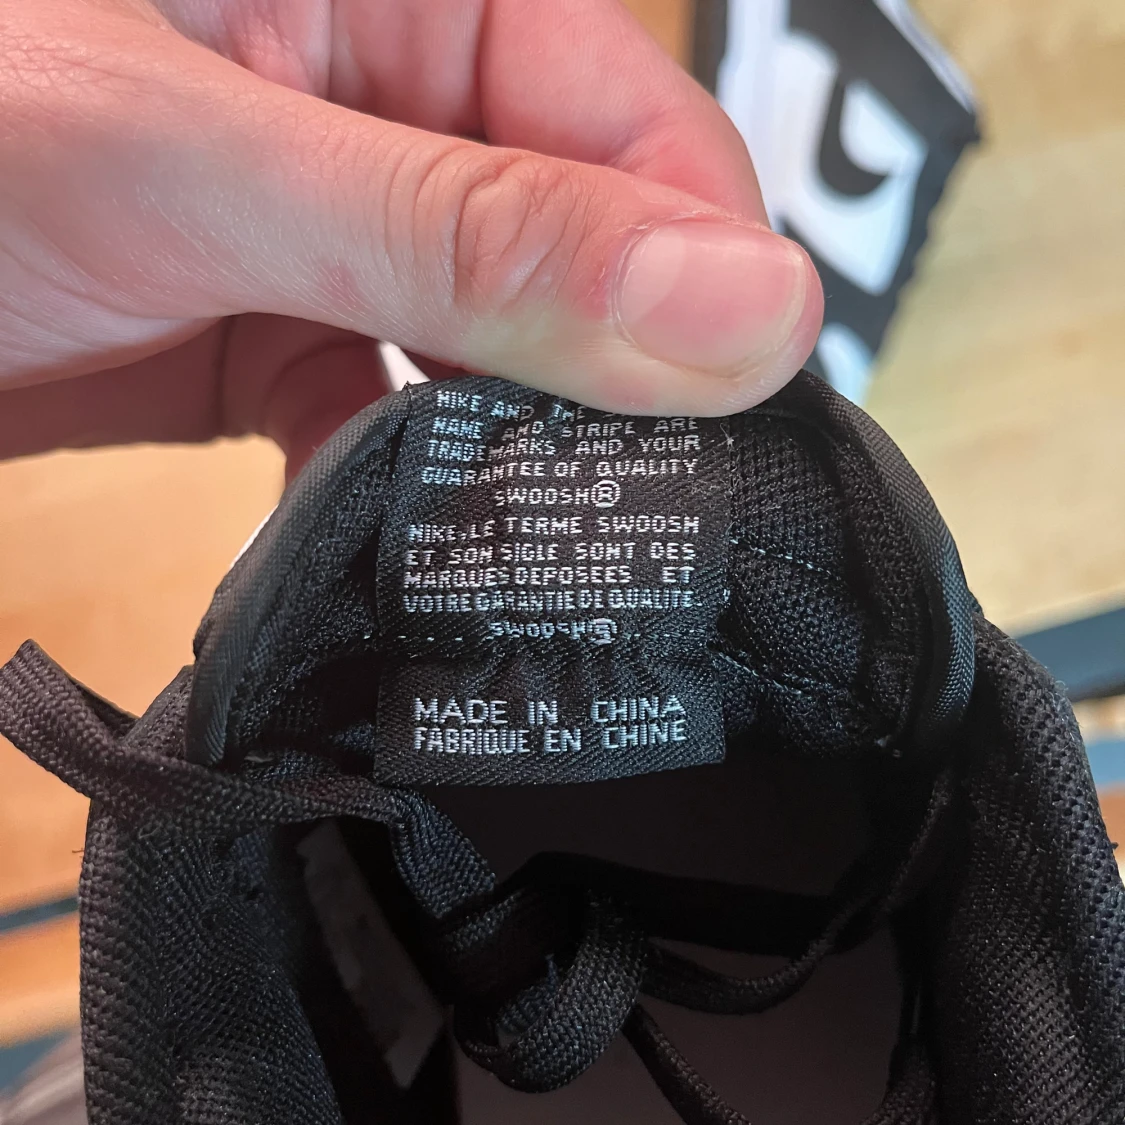 NIKE AND THE
NAME AND STRIPE ARE
TRADEMARKS AND YOUR
GUARANTEE OF QUALITY
SWOOSH®
NIKE, LE TERME SWOOSH
ET SON SIGLE SONT DES
MARQUES DEPOSEES ET
VOTRE GARANTIE DE QUALITE
SWOOSH®
MADE IN CHINA
FABRIQUE EN CHINE